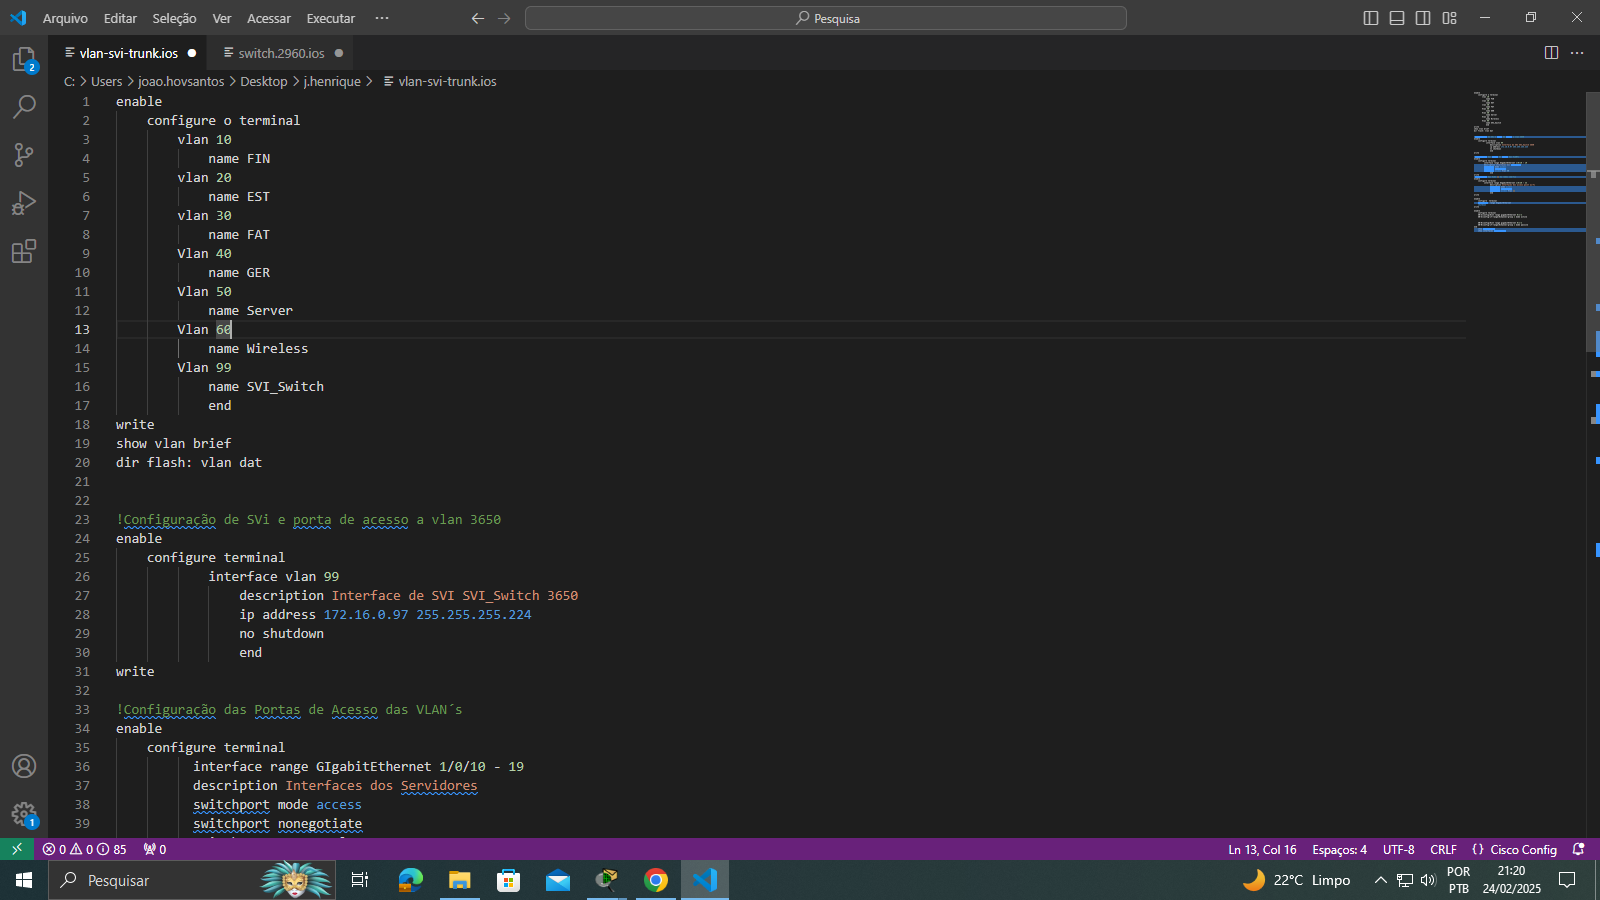 Arquivo Editar Seleção Ver Acessar Executar ··· Pesquisa
vlan-svi-trunk.ios switch.2960.ios
C: > Users > joao.hovsantos > Desktop > j.henrique > vlan-svi-trunk.ios
1 enable
2 configure o terminal
3 vlan 10
4 name FIN
5 vlan 20
6 name EST
7 vlan 30
8 name FAT
9 Vlan 40
10 name GER
11 Vlan 50
12 name Server
13 Vlan 60
14 name Wireless
15 Vlan 99
16 name SVI_Switch
17 end
18 write
19 show vlan brief
20 dir flash: vlan dat
21
22
23 !Configuração de SVi e porta de acesso a vlan 3650
24 enable
25 configure terminal
26 interface vlan 99
27 description Interface de SVI SVI_Switch 3650
28 ip address 172.16.0.97 255.255.255.224
29 no shutdown
30 end
31 write
32
33 !Configuração das Portas de Acesso das VLAN´s
34 enable
35 configure terminal
36 interface range GIgabitEthernet 1/0/10 - 19
37 description Interfaces dos Servidores
38 switchport mode access
39 switchport nonegotiate
2
1
0 0 85 0 Ln 13, Col 16 Espaços: 4 UTF-8 CRLF {} Cisco Config
Pesquisar 22°C Limpo POR PTB 21:20 24/02/2025